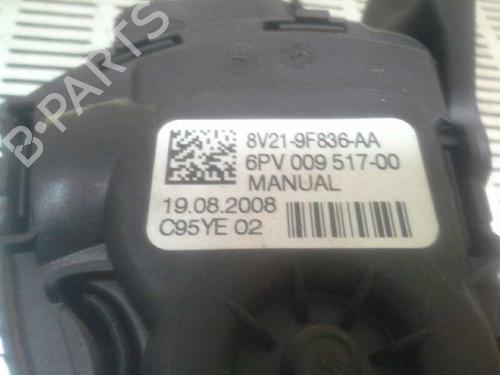 8V21-9F836-AA
6PV 009 517-00
MANUAL
19.08.2008
C95YE 02
B-PARTS